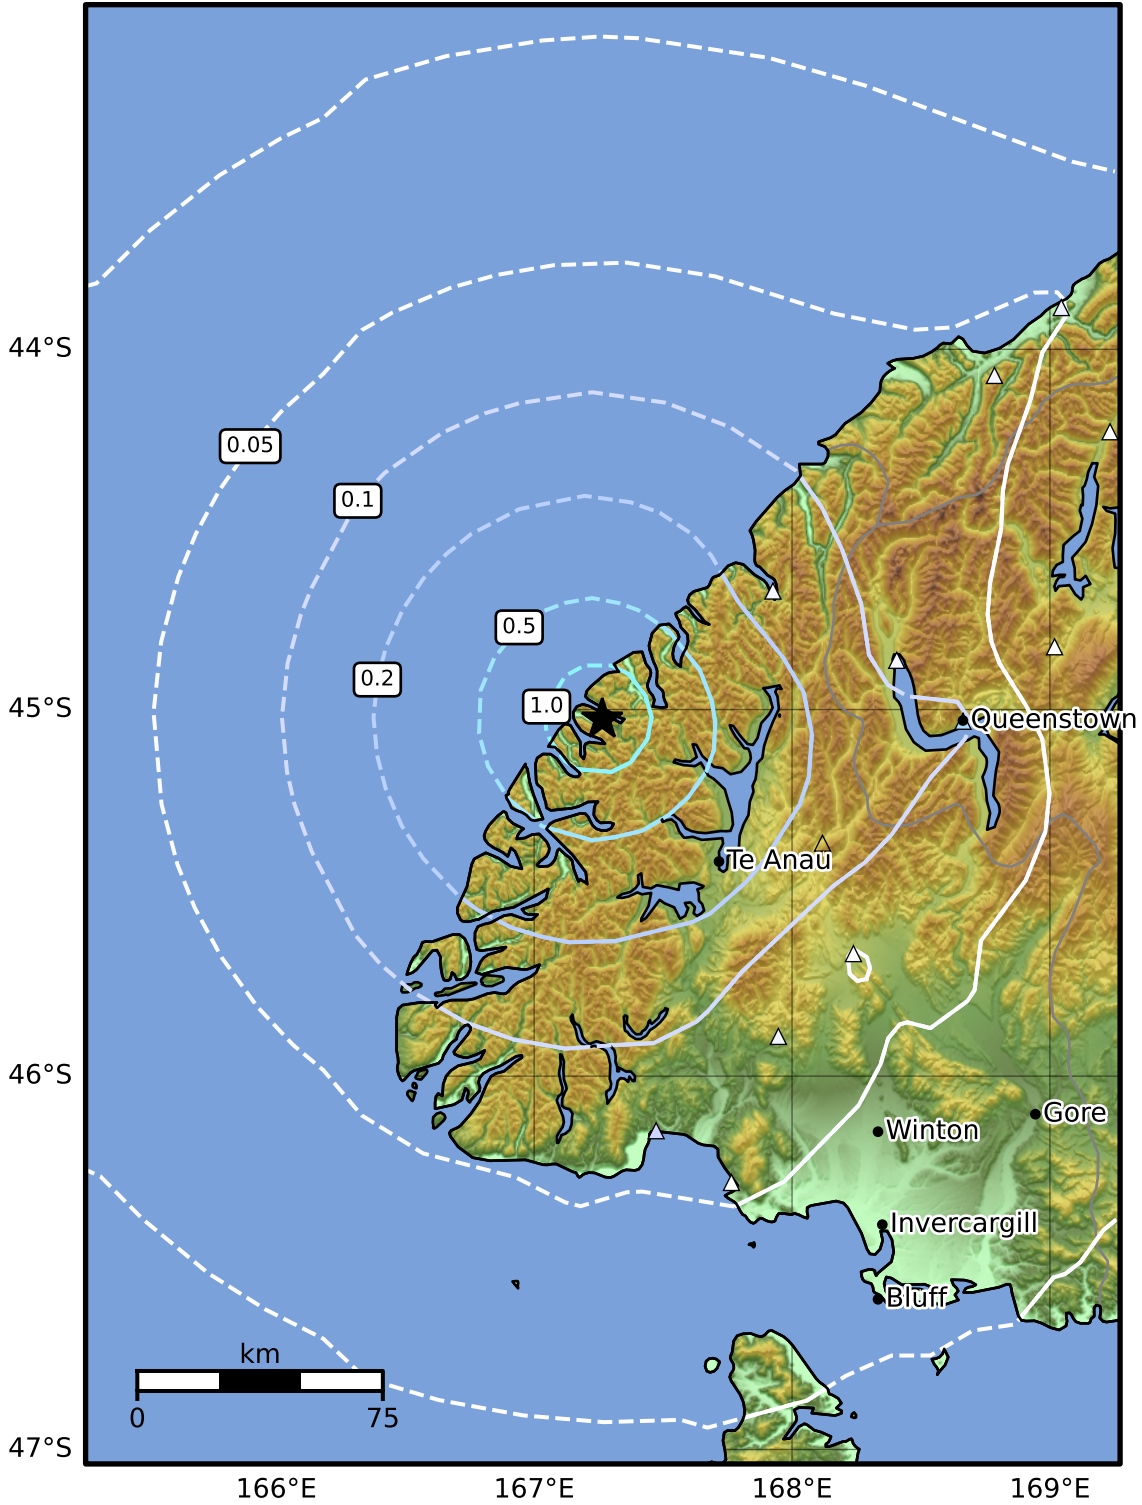 44°S
0.05
0.1
0.5
0.2
1.0
45°S
Queenstown
Te Anau
46°S
Gore
Winton
Invercargill
Bluff
km
0 75
47°S
166°E 167°E 168°E 169°E